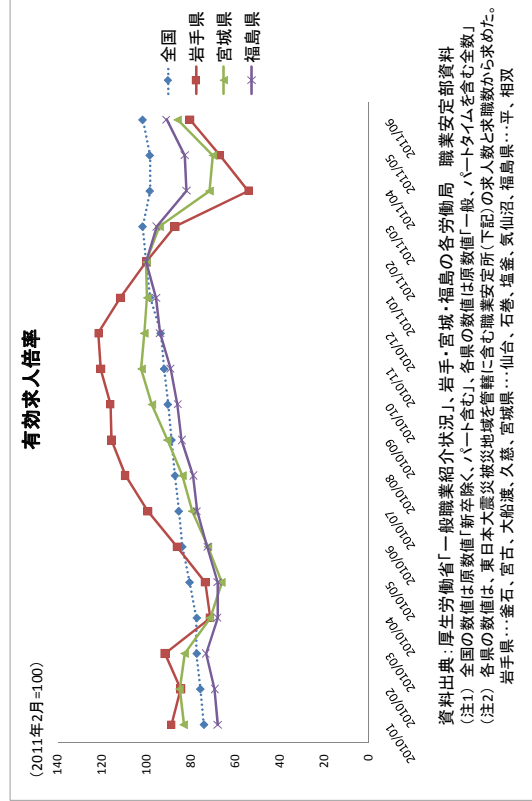 有効求人倍率
(2011年2月=100)
140
120
100
80
60
40
20
0
2010/01
2010/02
2010/03
2010/04
2010/05
2010/06
2010/07
2010/08
2010/09
2010/10
2010/11
2010/12
2011/01
2011/02
2011/03
2011/04
2011/05
2011/06
全国
岩手県
宮城県
福島県
資料出典：厚生労働省「一般職業紹介状況」、岩手・宮城・福島の各労働局　職業安定部資料
(注1) 全国の数値は原数値「新卒除く、パート含む」、各県の数値は原数値「一般、パートタイムを含む全数」
(注2) 各県の数値は、東日本大震災被災地域を管轄に含む職業安定所(下記)の求人数と求職数から求めた。
岩手県…釜石、宮古、大船渡、久慈、宮城県…仙台、石巻、塩釜、気仙沼、福島県…平、相双